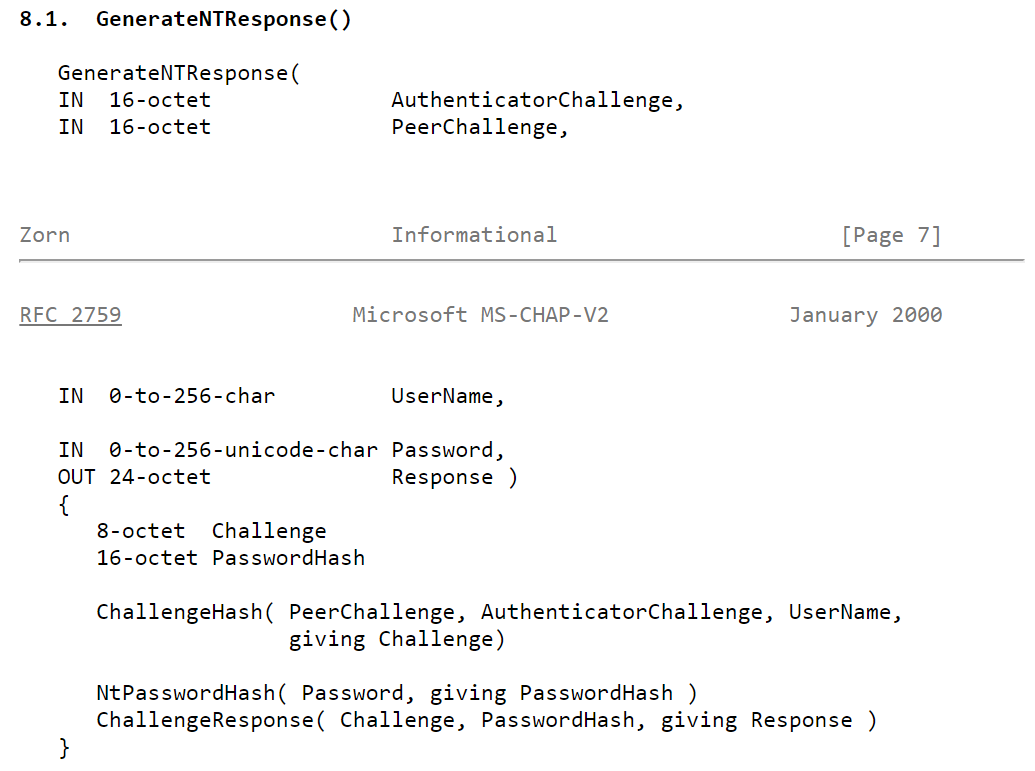 8.1.  GenerateNTResponse()
GenerateNTResponse(
IN  16-octet              AuthenticatorChallenge,
IN  16-octet              PeerChallenge,
Zorn                         Informational                      [Page 7]
RFC 2759                  Microsoft MS-CHAP-V2              January 2000
IN  0-to-256-char         UserName,
IN  0-to-256-unicode-char Password,
OUT 24-octet              Response )
{
8-octet  Challenge
16-octet PasswordHash
ChallengeHash( PeerChallenge, AuthenticatorChallenge, UserName,
giving Challenge)
NtPasswordHash( Password, giving PasswordHash )
ChallengeResponse( Challenge, PasswordHash, giving Response )
}